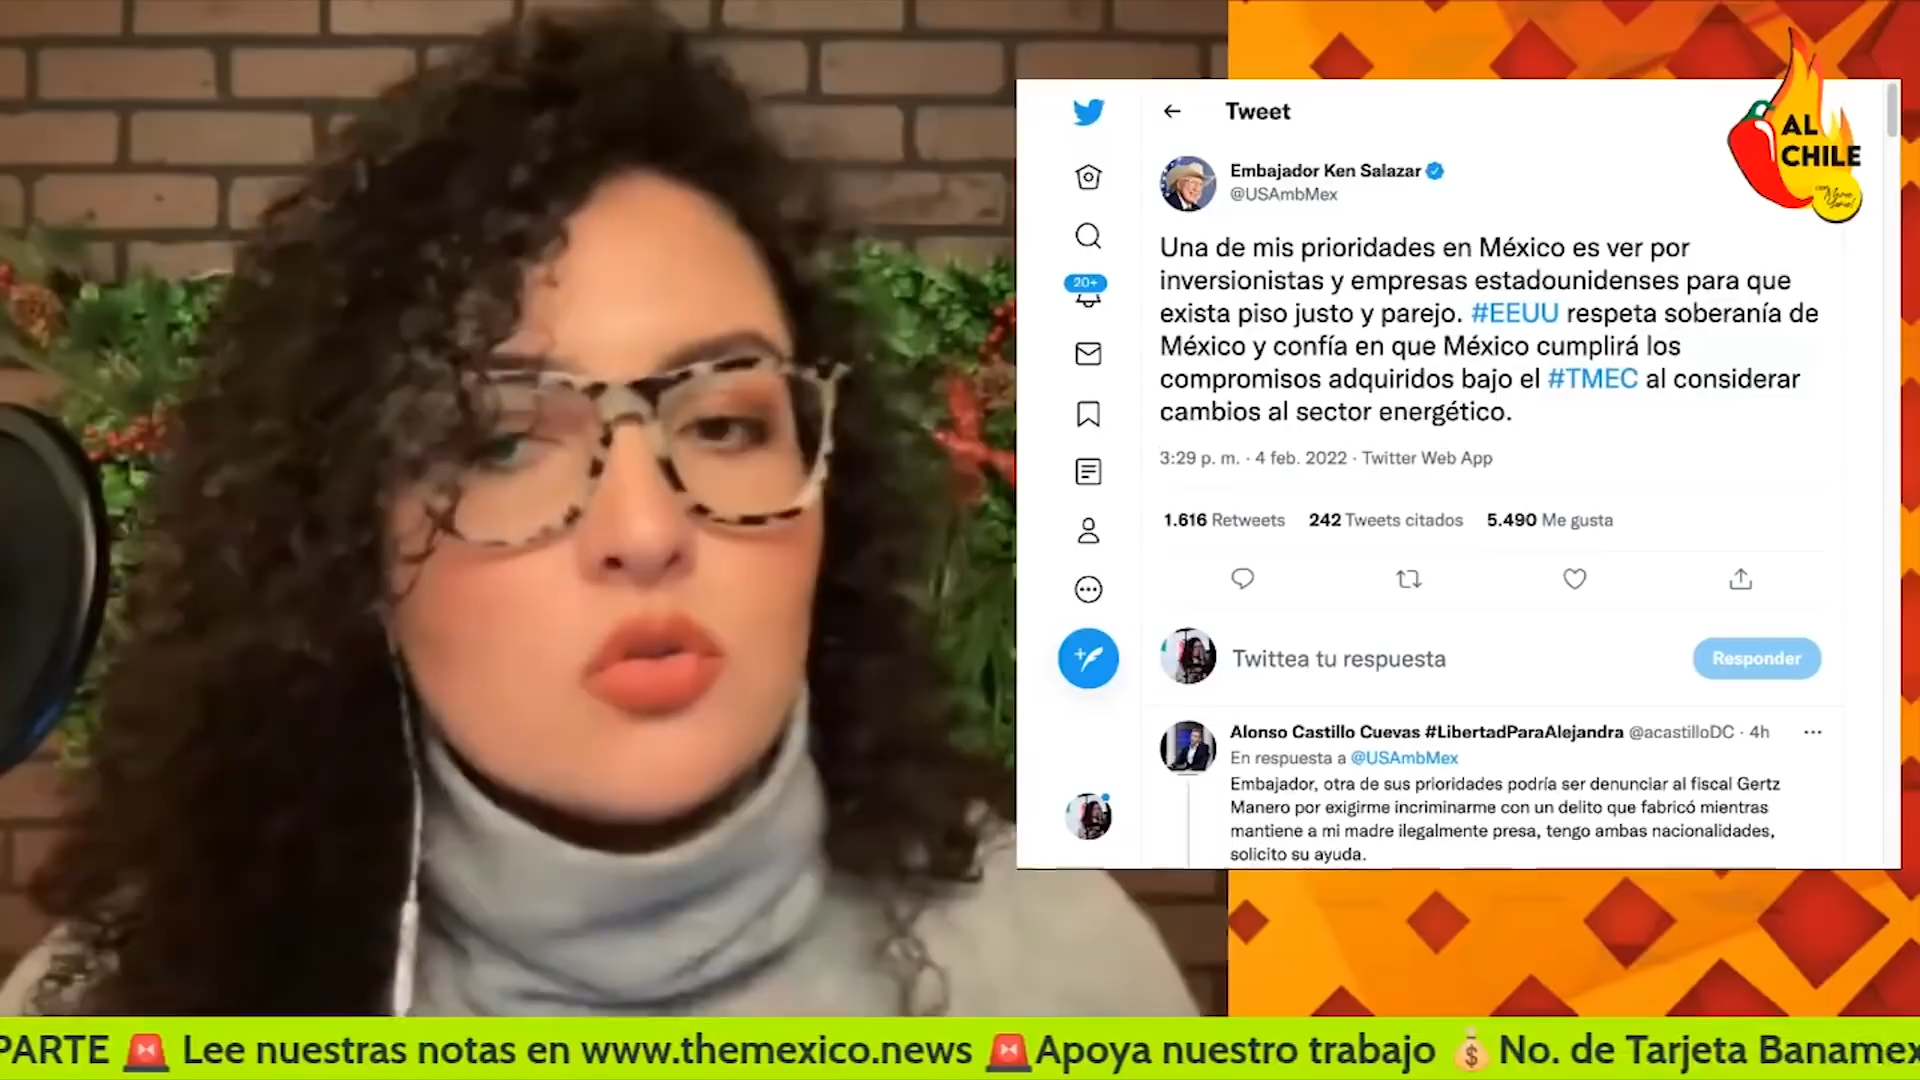 Tweet
AL
CHILE
Embajador Ken Salazar
@USAmbMex
Una de mis prioridades en México es ver por
inversionistas y empresas estadounidenses para que
exista piso justo y parejo. #EEUU respeta soberanía de
México y confía en que México cumplirá los
compromisos adquiridos bajo el #TMEC al considerar
cambios al sector energético.
20+
3:29 p. m. · 4 feb. 2022 · Twitter Web App
1.616 Retweets 242 Tweets citados 5.490 Me gusta
Twittea tu respuesta
Responder
Alonso Castillo Cuevas #LibertadParaAlejandra @acastilloDC · 4h
En respuesta a @USAmbMex
Embajador, otra de sus prioridades podría ser denunciar al fiscal Gertz
Manero por exigirme incriminarme con un delito que fabricó mientras
mantiene a mi madre ilegalmente presa, tengo ambas nacionalidades,
solicito su ayuda.
PARTE 🚨 Lee nuestras notas en www.themexico.news 🚨Apoya nuestro trabajo 💰No. de Tarjeta Banamex